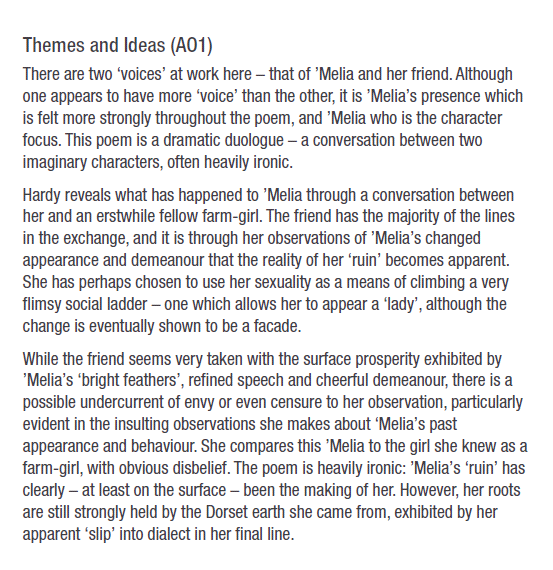 Themes and Ideas (AO1)
There are two ‘voices’ at work here – that of ’Melia and her friend. Although
one appears to have more ‘voice’ than the other, it is ’Melia’s presence which
is felt more strongly throughout the poem, and ’Melia who is the character
focus. This poem is a dramatic duologue – a conversation between two
imaginary characters, often heavily ironic.
Hardy reveals what has happened to ’Melia through a conversation between
her and an erstwhile fellow farm-girl. The friend has the majority of the lines
in the exchange, and it is through her observations of ’Melia’s changed
appearance and demeanour that the reality of her ‘ruin’ becomes apparent.
She has perhaps chosen to use her sexuality as a means of climbing a very
flimsy social ladder – one which allows her to appear a ‘lady’, although the
change is eventually shown to be a facade.
While the friend seems very taken with the surface prosperity exhibited by
’Melia’s ‘bright feathers’, refined speech and cheerful demeanour, there is a
possible undercurrent of envy or even censure to her observation, particularly
evident in the insulting observations she makes about ‘Melia’s past
appearance and behaviour. She compares this ’Melia to the girl she knew as a
farm-girl, with obvious disbelief. The poem is heavily ironic: ’Melia’s ‘ruin’ has
clearly – at least on the surface – been the making of her. However, her roots
are still strongly held by the Dorset earth she came from, exhibited by her
apparent ‘slip’ into dialect in her final line.